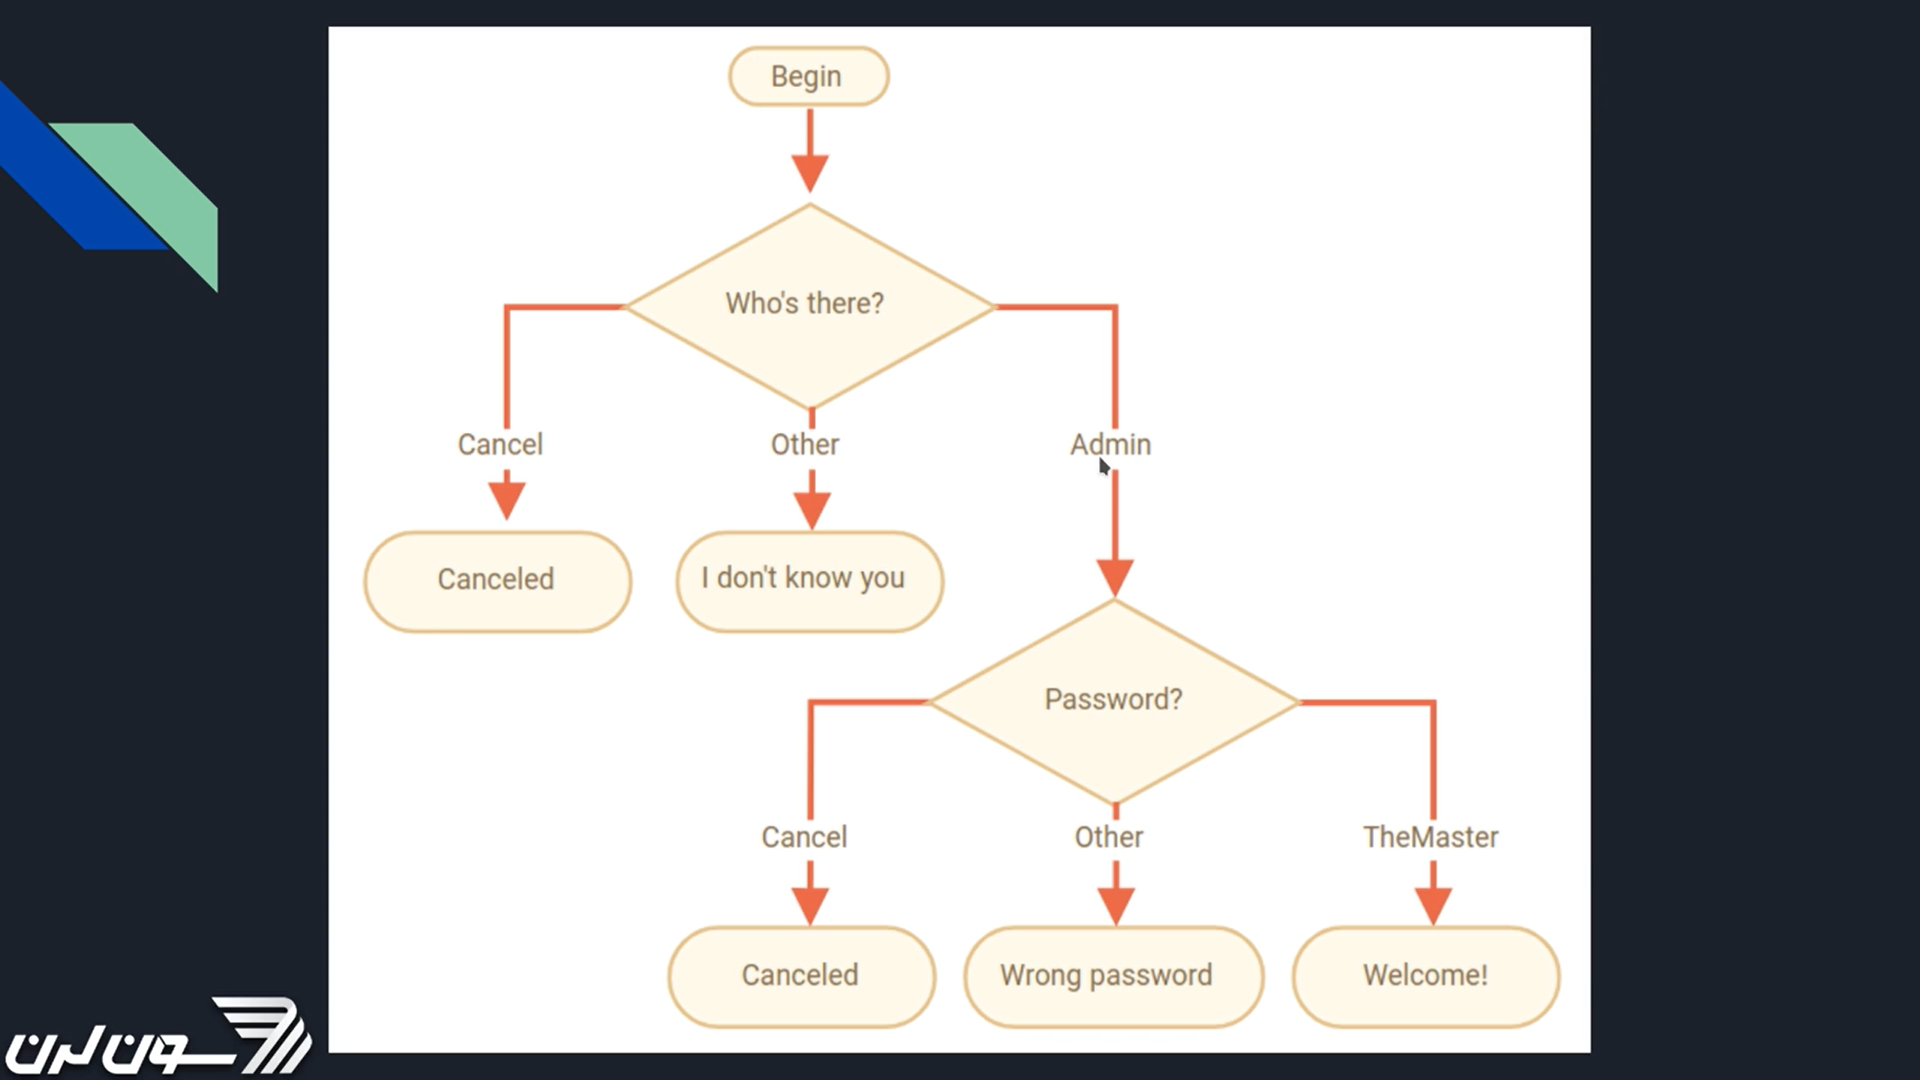 Begin
Who's there?
Cancel
Other
Admin
Canceled
I don't know you
Password?
Cancel
Other
TheMaster
Canceled
Wrong password
Welcome!
سون لرن